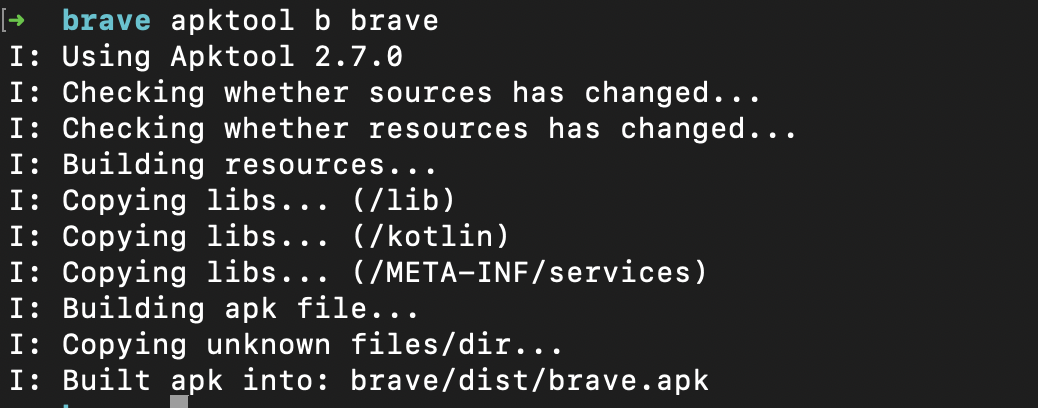 [➜ brave apktool b brave
I: Using Apktool 2.7.0
I: Checking whether sources has changed...
I: Checking whether resources has changed...
I: Building resources...
I: Copying libs... (/lib)
I: Copying libs... (/kotlin)
I: Copying libs... (/META-INF/services)
I: Building apk file...
I: Copying unknown files/dir...
I: Built apk into: brave/dist/brave.apk